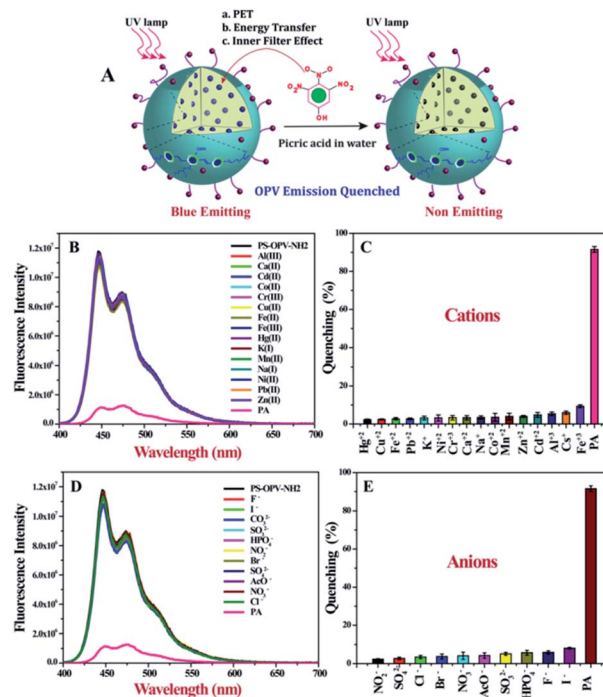 UV lamp
a. PET
b. Energy Transfer
c. Inner Filter Effect
UV lamp
A
NO₂
OH
Picric acid in water
OPV Emission Quenched
Blue Emitting
Non Emitting
B
Fluorescence Intensity
1.2x10⁷
1.0x10⁷
8.0x10⁶
6.0x10⁶
4.0x10⁶
2.0x10⁶
0.0
400 450 500 550 600 700
Wavelength (nm)
PS-OPV-NH2
Al(III)
Ca(II)
Cd(II)
Co(II)
Cr(III)
Cu(II)
Fe(II)
Fe(III)
Hg(II)
K(I)
Mn(II)
Na(I)
Ni(II)
Pb(II)
Zn(II)
PA
C
Quenching (%)
100
80
60
40
20
0
Cations
Hg⁺² Cu⁺² Fe⁺² Pb⁺² K⁺ Ni⁺² Cr⁺³ Ca⁺² Na⁺ Co⁺² Mn⁺² Zn⁺² Cd⁺² Al⁺³ Cs⁺ Fe⁺³ PA
D
Fluorescence Intensity
1.2x10⁷
1.0x10⁷
8.0x10⁶
6.0x10⁶
4.0x10⁶
2.0x10⁶
0.0
400 450 500 550 600 700
Wavelength (nm)
PS-OPV-NH2
F⁻
I⁻
CO₃²⁻
SO₄²⁻
HPO₄⁻
NO₂⁻
Br⁻
AcO⁻
NO₃⁻
Cl⁻
PA
E
Quenching (%)
100
80
60
40
20
0
Anions
NO₂⁻ Cl⁻ Br⁻ NO₃⁻ AcO⁻ SO₃²⁻ HPO₄⁻ F⁻ I⁻ PA